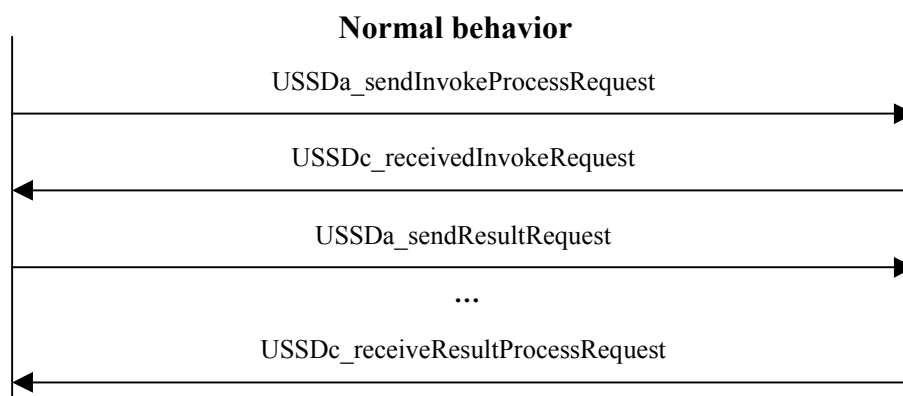 Normal behavior
USSDa_sendInvokeProcessRequest
USSDc_receivedInvokeRequest
USSDa_sendResultRequest
...
USSDc_receiveResultProcessRequest